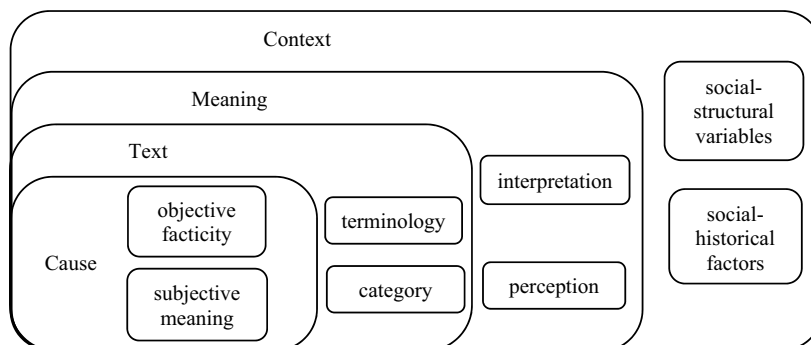 Context
social-
structural
variables
Meaning
Text
interpretation
objective
facticity
terminology
social-
historical
factors
Cause
subjective
meaning
category
perception